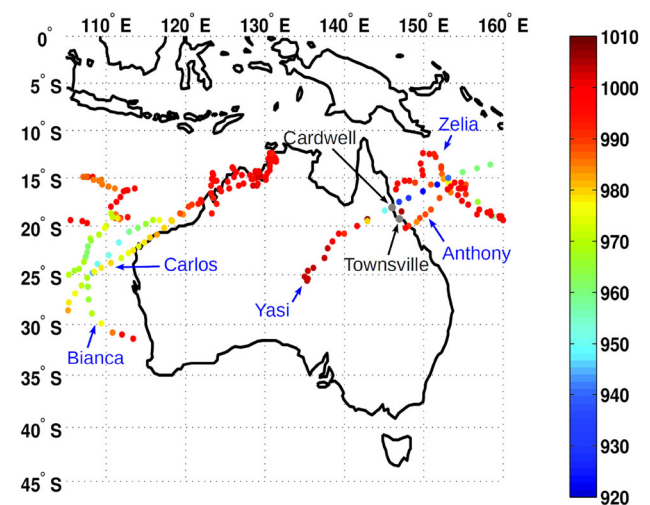 110° E 120° E 130° E 140° E 150° E 160° E
0°
5° S
10° S
15° S
20° S
25° S
30° S
35° S
40° S
45° S
Zelia
Cardwell
Anthony
Townsville
Carlos
Yasi
Bianca
1010
1000
990
980
970
960
950
940
930
920